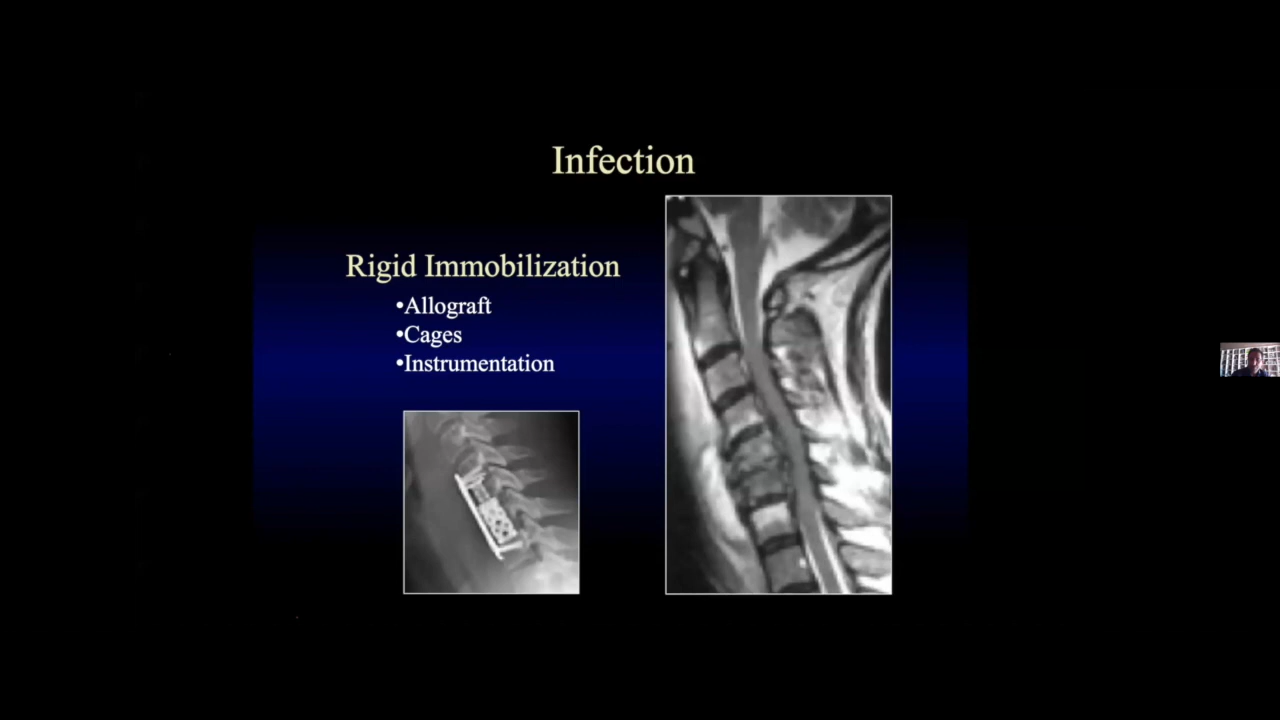 Infection
Rigid Immobilization
•Allograft
•Cages
•Instrumentation